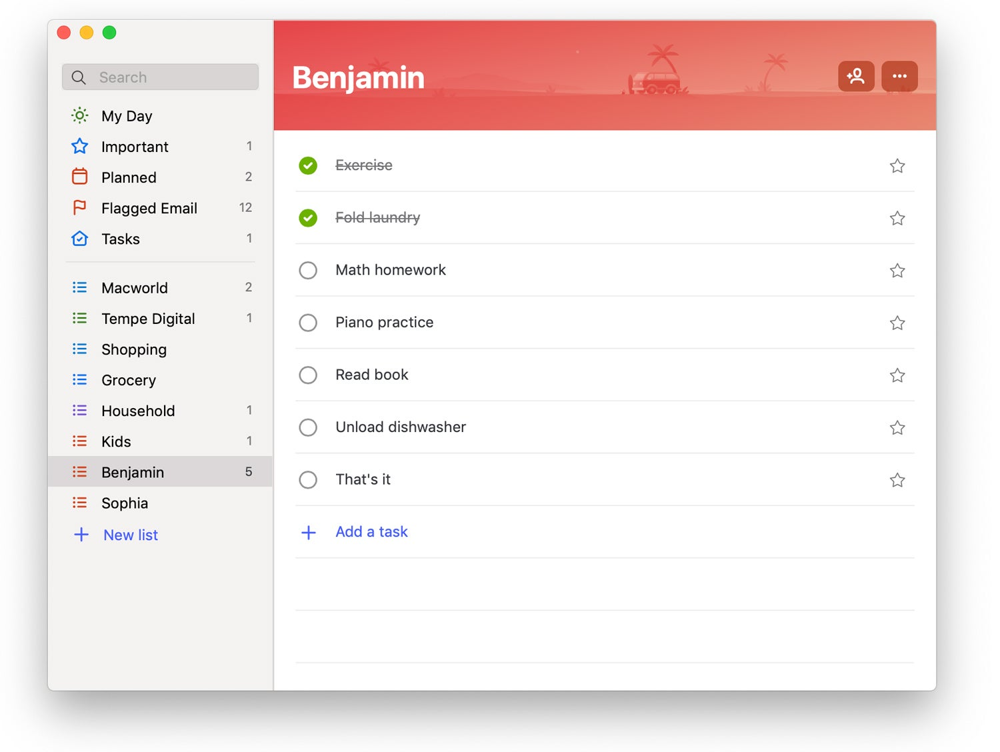 Search
My Day
Important 1
Planned 2
Flagged Email 12
Tasks 1
Macworld 2
Tempe Digital 1
Shopping
Grocery
Household 1
Kids 1
Benjamin 5
Sophia
New list
Benjamin
Exercise
Fold laundry
Math homework
Piano practice
Read book
Unload dishwasher
That's it
Add a task